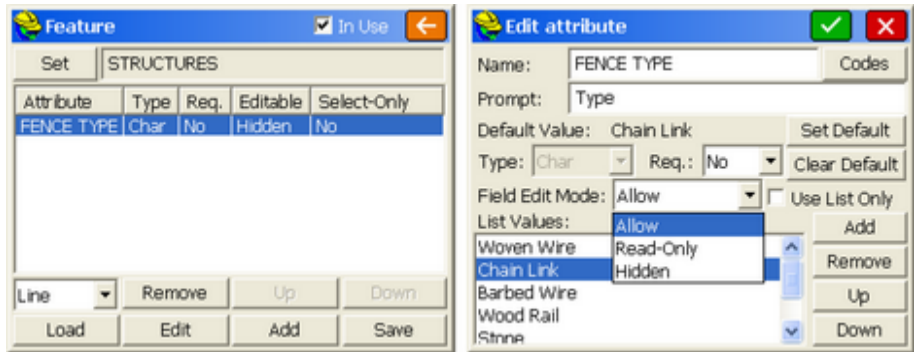 Feature
In Use
Set STRUCTURES
Attribute Type Req. Editable Select-Only
FENCE TYPE Char No Hidden No
Line Remove Up Down
Load Edit Add Save
Edit attribute
Name: FENCE TYPE Codes
Prompt: Type
Default Value: Chain Link Set Default
Type: Char Req.: No Clear Default
Field Edit Mode: Allow Use List Only
List Values: Allow Add
Woven Wire Read-Only
Chain Link Hidden Remove
Barbed Wire Up
Wood Rail
Stone Down